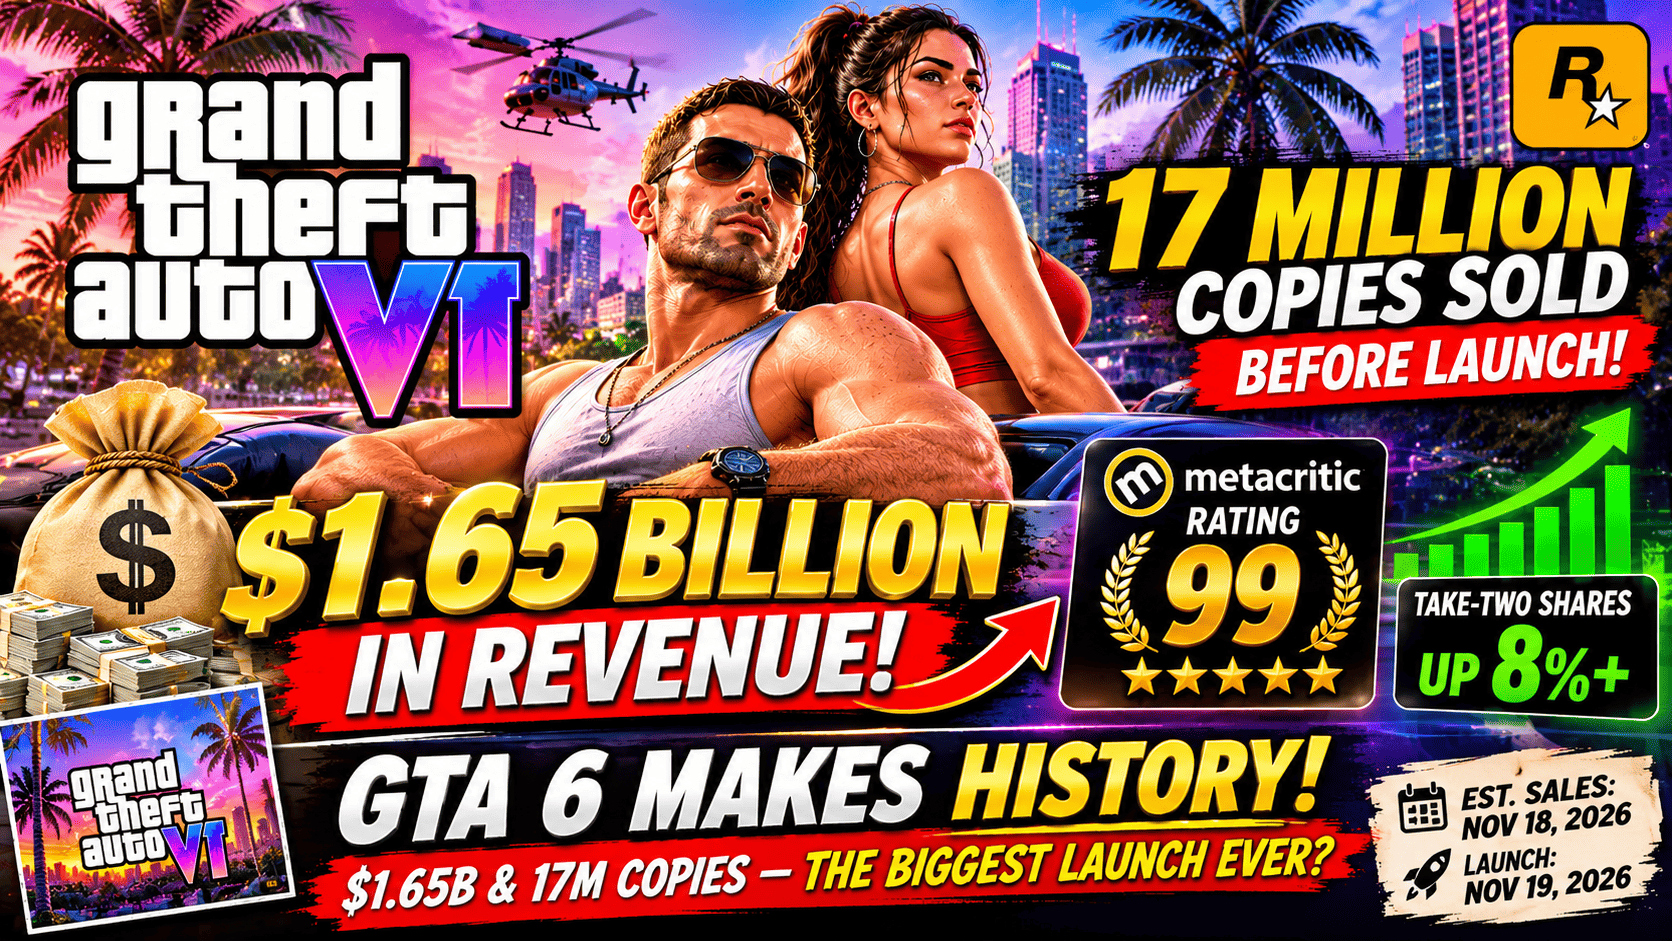 grand
theft
auto VI
R
17 MILLION
COPIES SOLD
BEFORE LAUNCH!
$
$1.65 BILLION
IN REVENUE!
m metacritic
RATING
99
TAKE-TWO SHARES
UP 8%+
grand
theft
auto VI
GTA 6 MAKES HISTORY!
$1.65B & 17M COPIES – THE BIGGEST LAUNCH EVER?
EST. SALES:
NOV 18, 2026
LAUNCH:
NOV 19, 2026